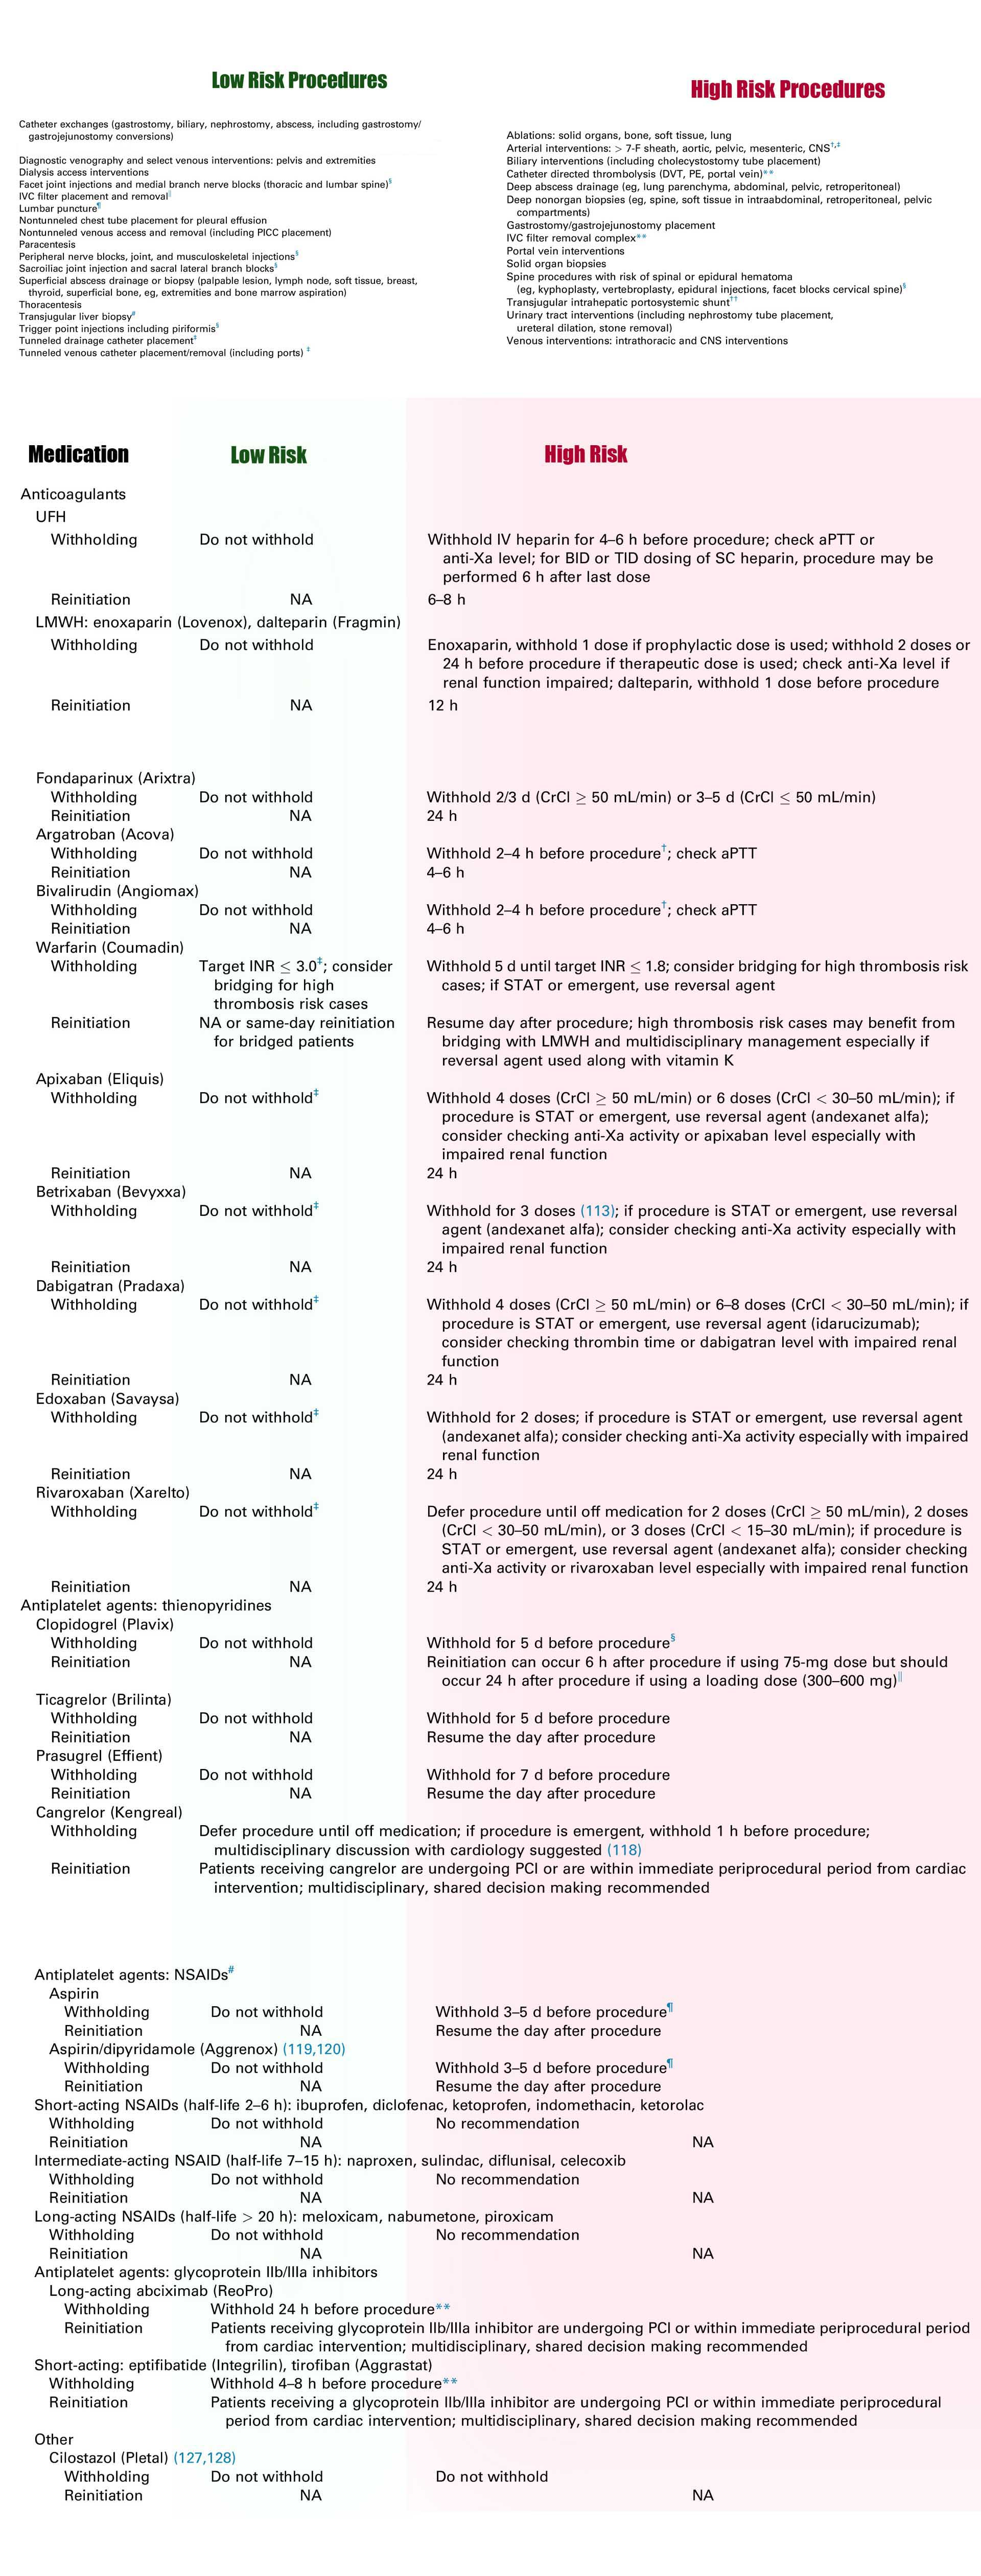 Low Risk Procedures
Catheter exchanges (gastrostomy, biliary, nephrostomy, abscess, including gastrostomy/
gastrojejunostomy conversions)
Diagnostic venography and select venous interventions: pelvis and extremities
Dialysis access interventions
Facet joint injections and medial branch nerve blocks (thoracic and lumbar spine)§
IVC filter placement and removal||
Lumbar puncture¶
Nontunneled chest tube placement for pleural effusion
Nontunneled venous access and removal (including PICC placement)
Paracentesis
Peripheral nerve blocks, joint, and musculoskeletal injections§
Sacroiliac joint injection and sacral lateral branch blocks§
Superficial abscess drainage or biopsy (palpable lesion, lymph node, soft tissue, breast,
thyroid, superficial bone, eg, extremities and bone marrow aspiration)
Thoracentesis
Transjugular liver biopsy#
Trigger point injections including piriformis§
Tunneled drainage catheter placement‡
Tunneled venous catheter placement/removal (including ports) ‡
High Risk Procedures
Ablations: solid organs, bone, soft tissue, lung
Arterial interventions: > 7-F sheath, aortic, pelvic, mesenteric, CNS†,‡
Biliary interventions (including cholecystostomy tube placement)
Catheter directed thrombolysis (DVT, PE, portal vein)**
Deep abscess drainage (eg, lung parenchyma, abdominal, pelvic, retroperitoneal)
Deep nonorgan biopsies (eg, spine, soft tissue in intraabdominal, retroperitoneal, pelvic
compartments)
Gastrostomy/gastrojejunostomy placement
IVC filter removal complex**
Portal vein interventions
Solid organ biopsies
Spine procedures with risk of spinal or epidural hematoma
(eg, kyphoplasty, vertebroplasty, epidural injections, facet blocks cervical spine)§
Transjugular intrahepatic portosystemic shunt††
Urinary tract interventions (including nephrostomy tube placement,
ureteral dilation, stone removal)
Venous interventions: intrathoracic and CNS interventions
Medication Low Risk High Risk
Anticoagulants
UFH
Withholding Do not withhold Withhold IV heparin for 4–6 h before procedure; check aPTT or
anti-Xa level; for BID or TID dosing of SC heparin, procedure may be
performed 6 h after last dose
Reinitiation NA 6–8 h
LMWH: enoxaparin (Lovenox), dalteparin (Fragmin)
Withholding Do not withhold Enoxaparin, withhold 1 dose if prophylactic dose is used; withhold 2 doses or
24 h before procedure if therapeutic dose is used; check anti-Xa level if
renal function impaired; dalteparin, withhold 1 dose before procedure
Reinitiation NA 12 h
Fondaparinux (Arixtra)
Withholding Do not withhold Withhold 2/3 d (CrCl ≥ 50 mL/min) or 3–5 d (CrCl ≤ 50 mL/min)
Reinitiation NA 24 h
Argatroban (Acova)
Withholding Do not withhold Withhold 2–4 h before procedure†; check aPTT
Reinitiation NA 4–6 h
Bivalirudin (Angiomax)
Withholding Do not withhold Withhold 2–4 h before procedure†; check aPTT
Reinitiation NA 4–6 h
Warfarin (Coumadin)
Withholding Target INR ≤ 3.0‡; consider Withhold 5 d until target INR ≤ 1.8; consider bridging for high thrombosis risk
bridging for high cases; if STAT or emergent, use reversal agent
thrombosis risk cases
Reinitiation NA or same-day reinitiation Resume day after procedure; high thrombosis risk cases may benefit from
for bridged patients bridging with LMWH and multidisciplinary management especially if
reversal agent used along with vitamin K
Apixaban (Eliquis)
Withholding Do not withhold‡ Withhold 4 doses (CrCl ≥ 50 mL/min) or 6 doses (CrCl < 30–50 mL/min); if
procedure is STAT or emergent, use reversal agent (andexanet alfa);
consider checking anti-Xa activity or apixaban level especially with
impaired renal function
Reinitiation NA 24 h
Betrixaban (Bevyxxa)
Withholding Do not withhold‡ Withhold for 3 doses (113); if procedure is STAT or emergent, use reversal
agent (andexanet alfa); consider checking anti-Xa activity especially with
impaired renal function
Reinitiation NA 24 h
Dabigatran (Pradaxa)
Withholding Do not withhold‡ Withhold 4 doses (CrCl ≥ 50 mL/min) or 6–8 doses (CrCl < 30–50 mL/min); if
procedure is STAT or emergent, use reversal agent (idarucizumab);
consider checking thrombin time or dabigatran level with impaired renal
function
Reinitiation NA 24 h
Edoxaban (Savaysa)
Withholding Do not withhold‡ Withhold for 2 doses; if procedure is STAT or emergent, use reversal agent
(andexanet alfa); consider checking anti-Xa activity especially with impaired
renal function
Reinitiation NA 24 h
Rivaroxaban (Xarelto)
Withholding Do not withhold‡ Defer procedure until off medication for 2 doses (CrCl ≥ 50 mL/min), 2 doses
(CrCl < 30–50 mL/min), or 3 doses (CrCl < 15–30 mL/min); if procedure is
STAT or emergent, use reversal agent (andexanet alfa); consider checking
anti-Xa activity or rivaroxaban level especially with impaired renal function
Reinitiation NA 24 h
Antiplatelet agents: thienopyridines
Clopidogrel (Plavix)
Withholding Do not withhold Withhold for 5 d before procedure§
Reinitiation NA Reinitiation can occur 6 h after procedure if using 75-mg dose but should
occur 24 h after procedure if using a loading dose (300–600 mg)||
Ticagrelor (Brilinta)
Withholding Do not withhold Withhold for 5 d before procedure
Reinitiation NA Resume the day after procedure
Prasugrel (Effient)
Withholding Do not withhold Withhold for 7 d before procedure
Reinitiation NA Resume the day after procedure
Cangrelor (Kengreal)
Withholding Defer procedure until off medication; if procedure is emergent, withhold 1 h before procedure;
multidisciplinary discussion with cardiology suggested (118)
Reinitiation Patients receiving cangrelor are undergoing PCI or are within immediate periprocedural period from cardiac
intervention; multidisciplinary, shared decision making recommended
Antiplatelet agents: NSAIDs#
Aspirin
Withholding Do not withhold Withhold 3–5 d before procedure¶
Reinitiation NA Resume the day after procedure
Aspirin/dipyridamole (Aggrenox) (119,120)
Withholding Do not withhold Withhold 3–5 d before procedure¶
Reinitiation NA Resume the day after procedure
Short-acting NSAIDs (half-life 2–6 h): ibuprofen, diclofenac, ketoprofen, indomethacin, ketorolac
Withholding Do not withhold No recommendation
Reinitiation NA NA
Intermediate-acting NSAID (half-life 7–15 h): naproxen, sulindac, diflunisal, celecoxib
Withholding Do not withhold No recommendation
Reinitiation NA NA
Long-acting NSAIDs (half-life > 20 h): meloxicam, nabumetone, piroxicam
Withholding Do not withhold No recommendation
Reinitiation NA NA
Antiplatelet agents: glycoprotein IIb/IIIa inhibitors
Long-acting abciximab (ReoPro)
Withholding Withhold 24 h before procedure**
Reinitiation Patients receiving glycoprotein IIb/IIIa inhibitor are undergoing PCI or within immediate periprocedural period
from cardiac intervention; multidisciplinary, shared decision making recommended
Short-acting: eptifibatide (Integrilin), tirofiban (Aggrastat)
Withholding Withhold 4–8 h before procedure**
Reinitiation Patients receiving a glycoprotein IIb/IIIa inhibitor are undergoing PCI or within immediate periprocedural
period from cardiac intervention; multidisciplinary, shared decision making recommended
Other
Cilostazol (Pletal) (127,128)
Withholding Do not withhold Do not withhold
Reinitiation NA NA